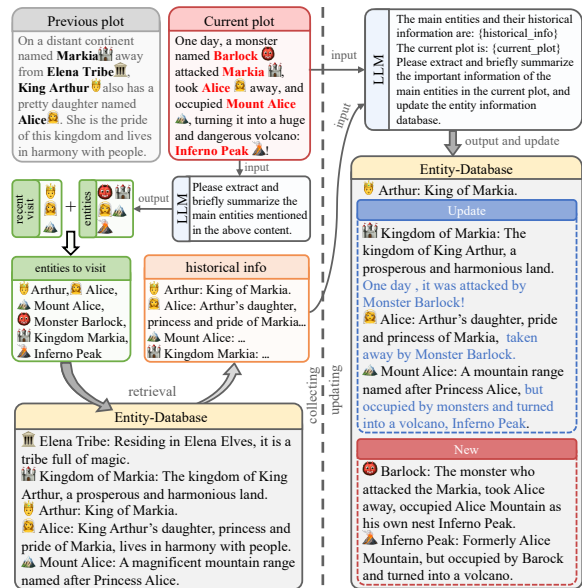 Previous plot
On a distant continent
named Markia away
from Elena Tribe,
King Arthur also has a
pretty daughter named
Alice. She is the pride
of this kingdom and lives
in harmony with people.
Current plot
One day, a monster
named Barlock
attacked Markia,
took Alice away, and
occupied Mount Alice
, turning it into a huge
and dangerous volcano:
Inferno Peak!
input
input
LLM
The main entities and their historical
information are: {historical_info}
The current plot is: {current_plot}
Please extract and briefly summarize
the important information of the
main entities in the current plot, and
update the entity information
database.
output and update
input
LLM
Please extract and
briefly summarize the
main entities mentioned
in the above content.
output
recent
visit
+
entities
entities to visit
Arthur, Alice,
Mount Alice,
Monster Barlock,
Kingdom Markia,
Inferno Peak
historical info
Arthur: King of Markia.
Alice: Arthur's daughter,
princess and pride of Markia...
Mount Alice: ...
Kingdom Markia: ...
retrieval
Entity-Database
Elena Tribe: Residing in Elena Elves, it is a
tribe full of magic.
Kingdom of Markia: The kingdom of King
Arthur, a prosperous and harmonious land.
Arthur: King of Markia.
Alice: King Arthur's daughter, princess and
pride of Markia, lives in harmony with people.
Mount Alice: A magnificent mountain range
named after Princess Alice.
collecting
updating
Entity-Database
Arthur: King of Markia.
Update
Kingdom of Markia: The
kingdom of King Arthur, a
prosperous and harmonious land.
One day , it was attacked by
Monster Barlock!
Alice: Arthur's daughter, pride
and princess of Markia, taken
away by Monster Barlock.
Mount Alice: A mountain range
named after Princess Alice, but
occupied by monsters and turned
into a volcano, Inferno Peak.
New
Barlock: The monster who
attacked the Markia, took Alice
away, occupied Alice Mountain as
his own nest Inferno Peak.
Inferno Peak: Formerly Alice
Mountain, but occupied by Barock
and turned into a volcano.